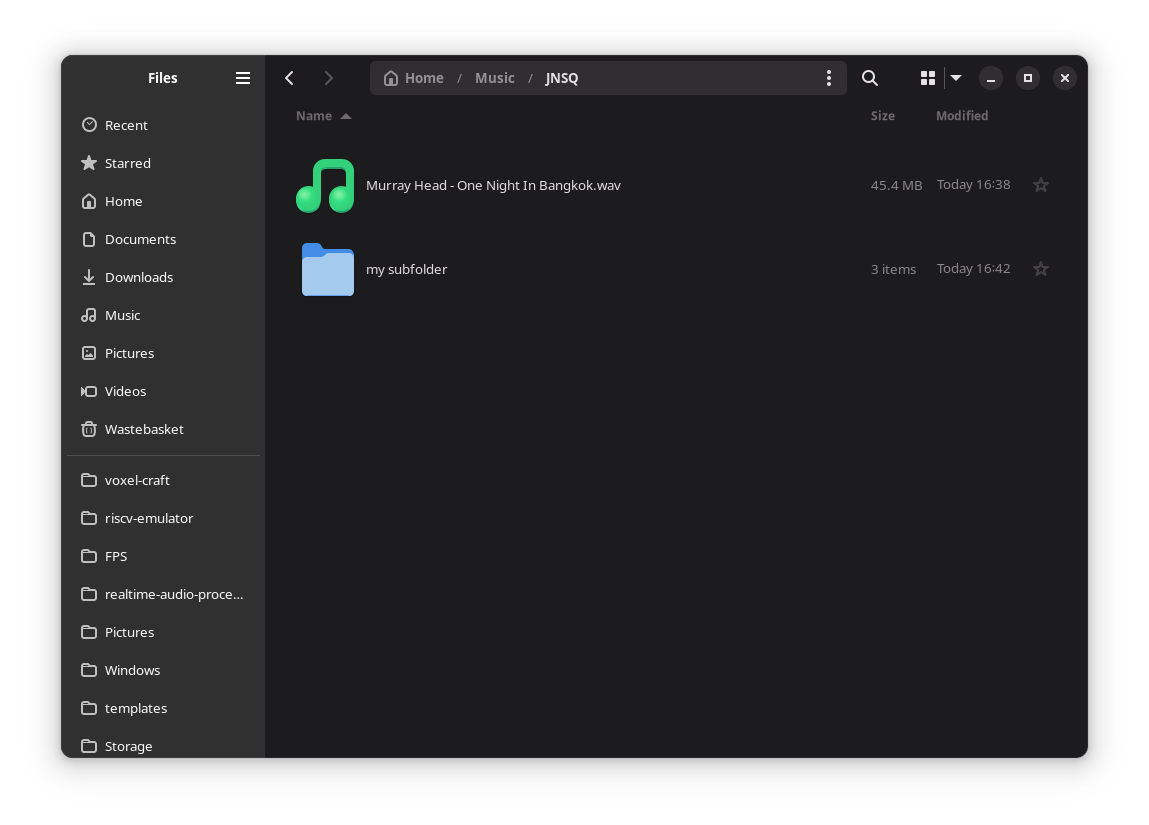 Files
Home / Music / JNSQ
Recent
Starred
Home
Documents
Downloads
Music
Pictures
Videos
Wastebasket
voxel-craft
riscv-emulator
FPS
realtime-audio-proce...
Pictures
Windows
templates
Storage
Name Size Modified
Murray Head - One Night In Bangkok.wav 45.4 MB Today 16:38
my subfolder 3 items Today 16:42